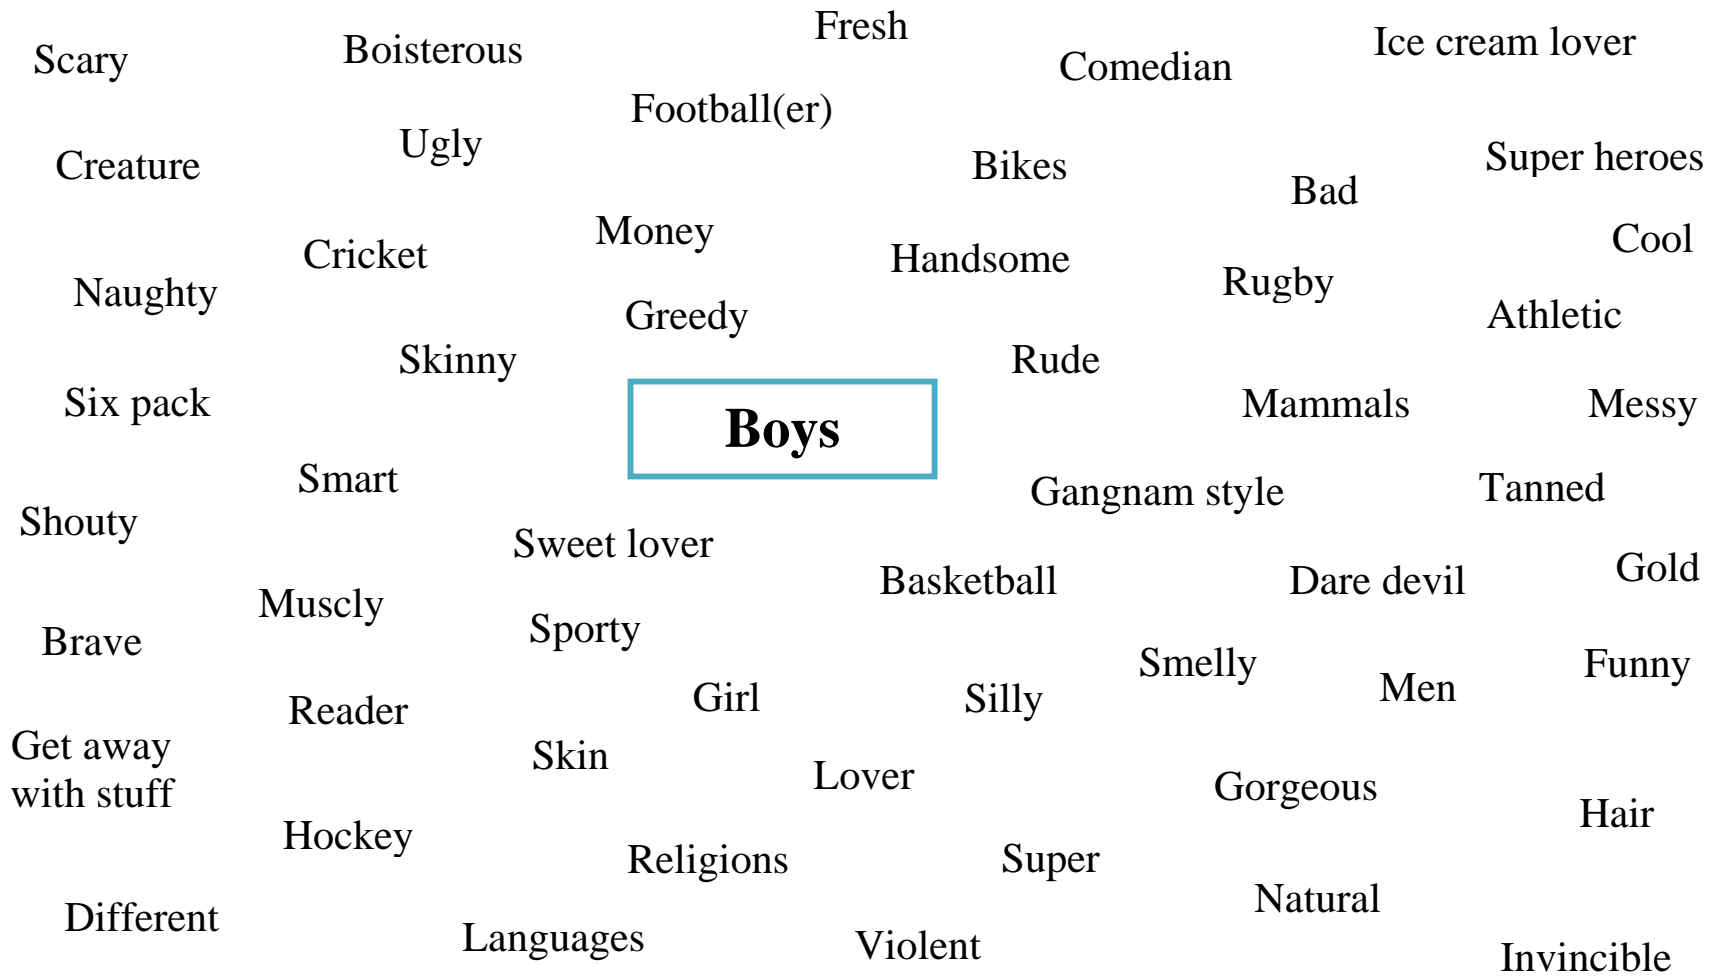 Fresh
Scary
Boisterous
Comedian
Ice cream lover
Football(er)
Ugly
Creature
Bikes
Super heroes
Bad
Money
Cricket
Handsome
Cool
Naughty
Rugby
Greedy
Athletic
Skinny
Rude
Six pack
Mammals
Messy
Boys
Smart
Gangnam style
Tanned
Shouty
Sweet lover
Basketball
Dare devil
Gold
Muscly
Sporty
Brave
Smelly
Funny
Men
Reader
Girl
Silly
Get away
with stuff
Skin
Lover
Gorgeous
Hair
Hockey
Religions
Super
Natural
Different
Languages
Violent
Invincible